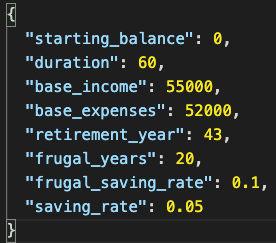 {
"starting_balance": 0,
"duration": 60,
"base_income": 55000,
"base_expenses": 52000,
"retirement_year": 43,
"frugal_years": 20,
"frugal_saving_rate": 0.1,
"saving_rate": 0.05
}